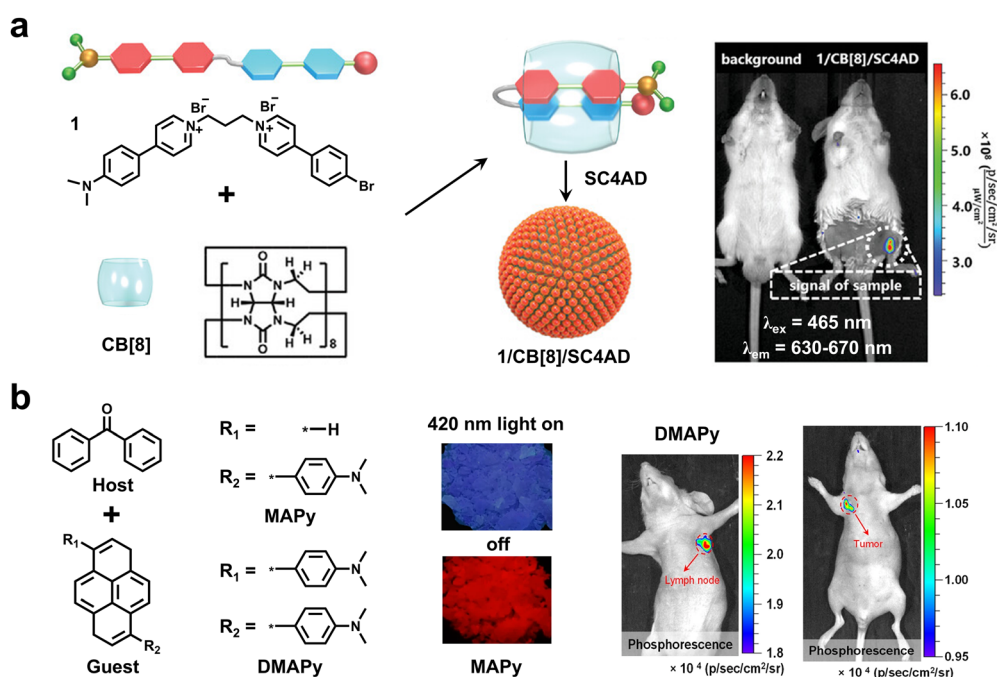 a
1
Br⁻
Br⁻
N⁺
N⁺
N
Br
+
SC4AD
CB[8]
O
N
N
H
H
N
N
O
C
H
H
C
H
H
8
1/CB[8]/SC4AD
background 1/CB[8]/SC4AD
signal of sample
λex = 465 nm
λem = 630-670 nm
6.0
5.0
4.0
3.0
×10⁸ (p/sec/cm²/sr / µW/cm²)
b
O
Host
+
R₁
R₂
Guest
R₁ = *—H
R₂ = * N
MAPy
R₁ = * N
R₂ = * N
DMAPy
420 nm light on
off
MAPy
DMAPy
Lymph node
Phosphorescence
2.2
2.1
2.0
1.9
1.8
× 10⁴ (p/sec/cm²/sr)
Tumor
Phosphorescence
1.10
1.05
1.00
0.95
× 10⁴ (p/sec/cm²/sr)